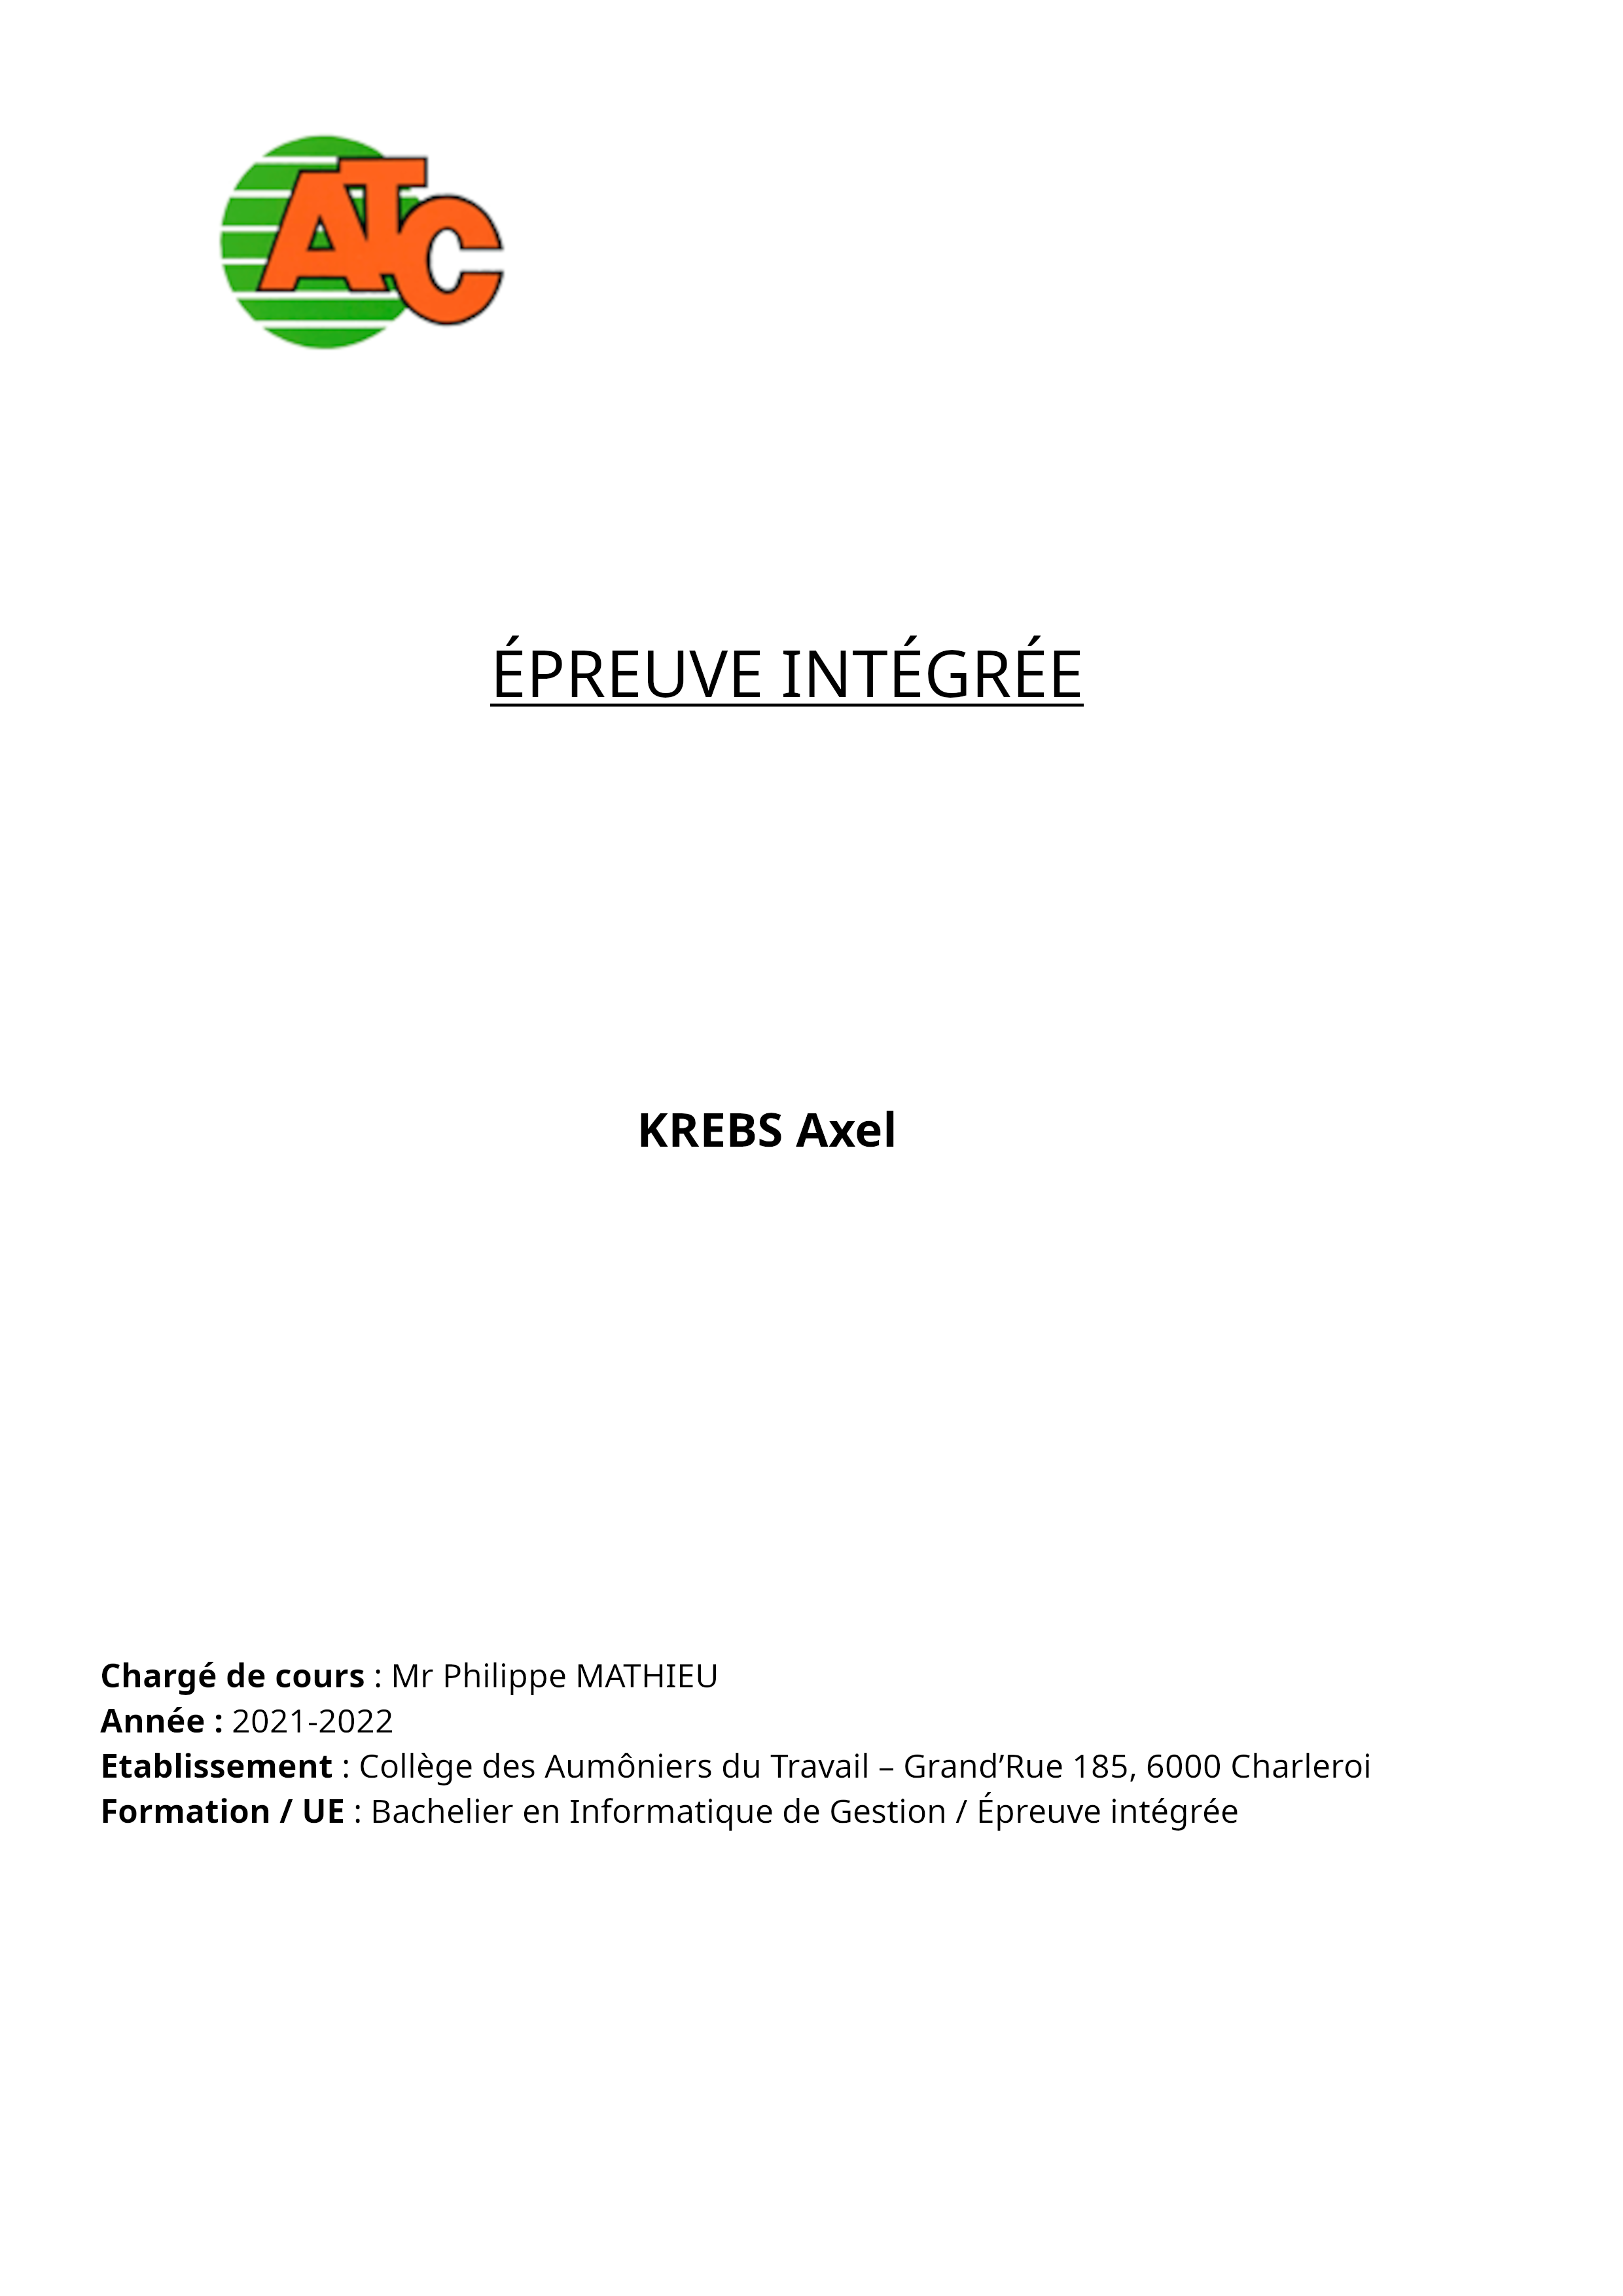 ATC
ÉPREUVE INTÉGRÉE
KREBS Axel
Chargé de cours : Mr Philippe MATHIEU
Année : 2021-2022
Etablissement : Collège des Aumôniers du Travail – Grand’Rue 185, 6000 Charleroi
Formation / UE : Bachelier en Informatique de Gestion / Épreuve intégrée